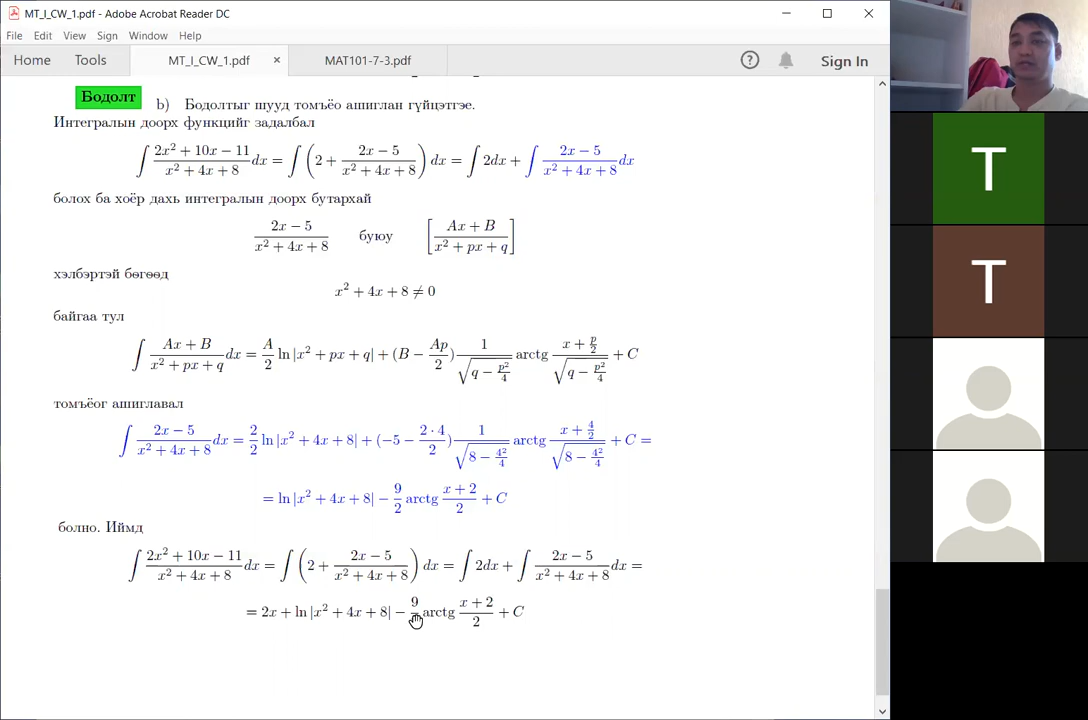 MT_I_CW_1.pdf - Adobe Acrobat Reader DC
File Edit View Sign Window Help
Home Tools MT_I_CW_1.pdf × MAT101-7-3.pdf ? Sign In
Бодолт b) Бодолтыг шууд томъёо ашиглан гүйцэтгэе.
Интегралын доорх функцийг задалбал
∫ (2x² + 10x − 11)/(x² + 4x + 8) dx = ∫ (2 + (2x − 5)/(x² + 4x + 8)) dx = ∫ 2dx + ∫ (2x − 5)/(x² + 4x + 8) dx
болох ба хоёр дахь интегралын доорх бутархай
(2x − 5)/(x² + 4x + 8) буюу [(Ax + B)/(x² + px + q)]
хэлбэртэй бөгөөд
x² + 4x + 8 ≠ 0
байгаа тул
∫ (Ax + B)/(x² + px + q) dx = A/2 ln |x² + px + q| + (B − Ap/2) 1/√(q − p²/4) arctg (x + p/2)/√(q − p²/4) + C
томъёог ашиглавал
∫ (2x − 5)/(x² + 4x + 8) dx = 2/2 ln |x² + 4x + 8| + (−5 − (2 · 4)/2) 1/√(8 − 4²/4) arctg (x + 4/2)/√(8 − 4²/4) + C =
= ln |x² + 4x + 8| − 9/2 arctg (x + 2)/2 + C
болно. Иймд
∫ (2x² + 10x − 11)/(x² + 4x + 8) dx = ∫ (2 + (2x − 5)/(x² + 4x + 8)) dx = ∫ 2dx + ∫ (2x − 5)/(x² + 4x + 8) dx =
= 2x + ln |x² + 4x + 8| − 9/2 arctg (x + 2)/2 + C
T
T